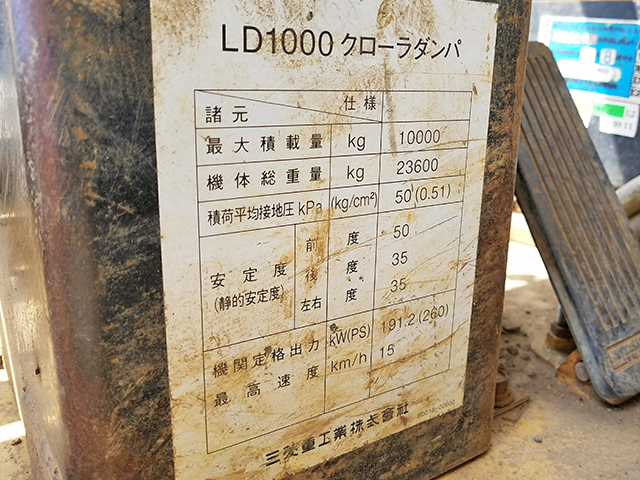 LD1000 クローラダンパ
諸元 仕様
最大積載量 kg 10000
機体総重量 kg 23600
積荷平均接地圧 kPa (kg/cm²) 50 (0.51)
安定度 (静的安定度) 前 度 50
後 度 35
左右 度 35
機関定格出力 kW(PS) 191.2 (260)
最高速度 km/h 15
三菱重工業株式会社